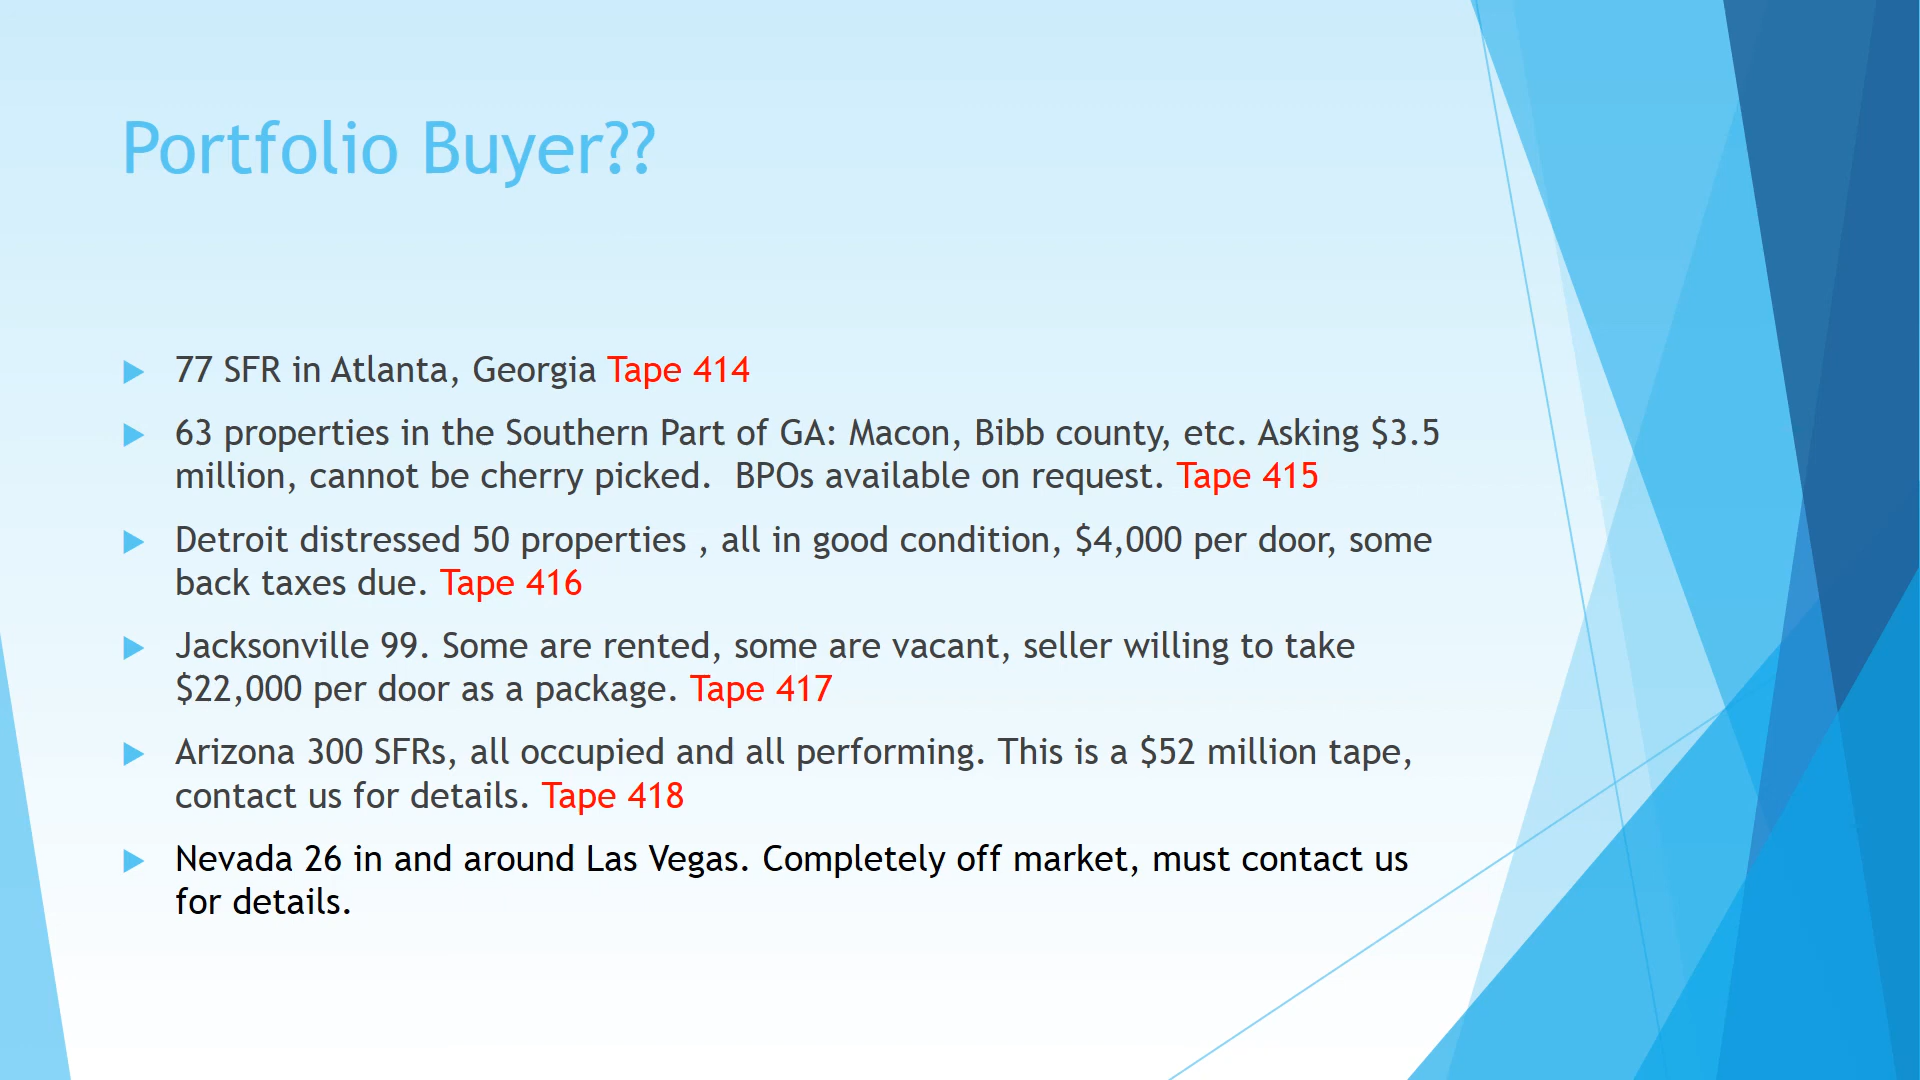 Portfolio Buyer??
77 SFR in Atlanta, Georgia Tape 414
63 properties in the Southern Part of GA: Macon, Bibb county, etc. Asking $3.5
million, cannot be cherry picked.  BPOs available on request. Tape 415
Detroit distressed 50 properties , all in good condition, $4,000 per door, some
back taxes due. Tape 416
Jacksonville 99. Some are rented, some are vacant, seller willing to take
$22,000 per door as a package. Tape 417
Arizona 300 SFRs, all occupied and all performing. This is a $52 million tape,
contact us for details. Tape 418
Nevada 26 in and around Las Vegas. Completely off market, must contact us
for details.